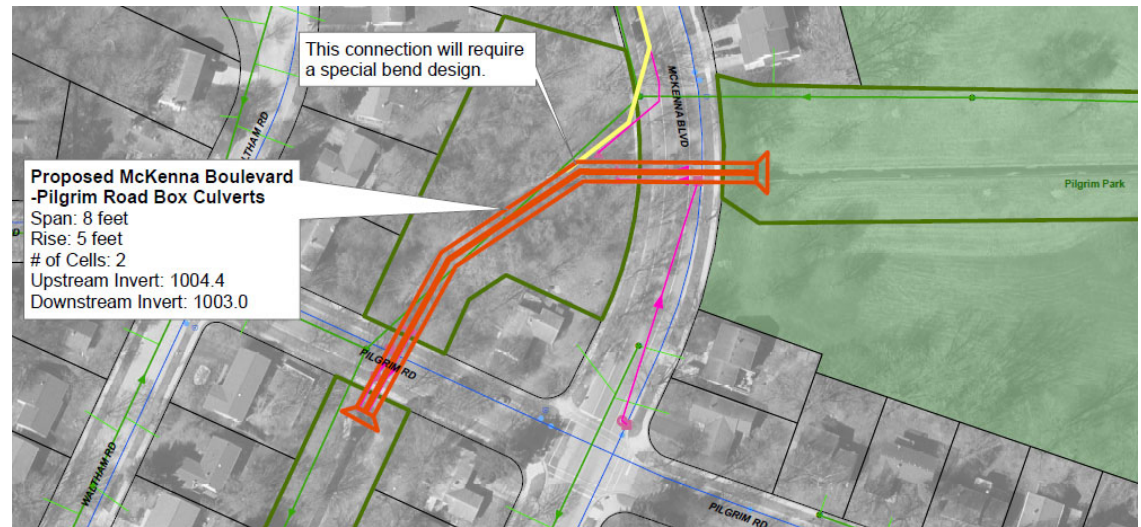 This connection will require
a special bend design.
MCKENNA BLVD
WALTHAM RD
Proposed McKenna Boulevard
-Pilgrim Road Box Culverts
Span: 8 feet
Rise: 5 feet
# of Cells: 2
Upstream Invert: 1004.4
Downstream Invert: 1003.0
Pilgrim Park
PILGRIM RD
WALTHAM RD
PILGRIM RD